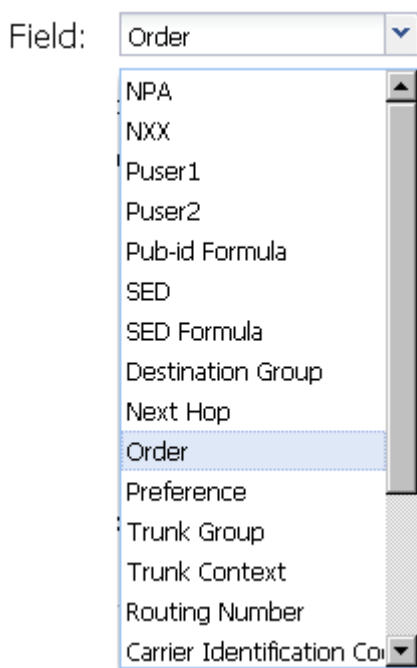 Field: Order
NPA
NXX
Puser1
Puser2
Pub-id Formula
SED
SED Formula
Destination Group
Next Hop
Order
Preference
Trunk Group
Trunk Context
Routing Number
Carrier Identification